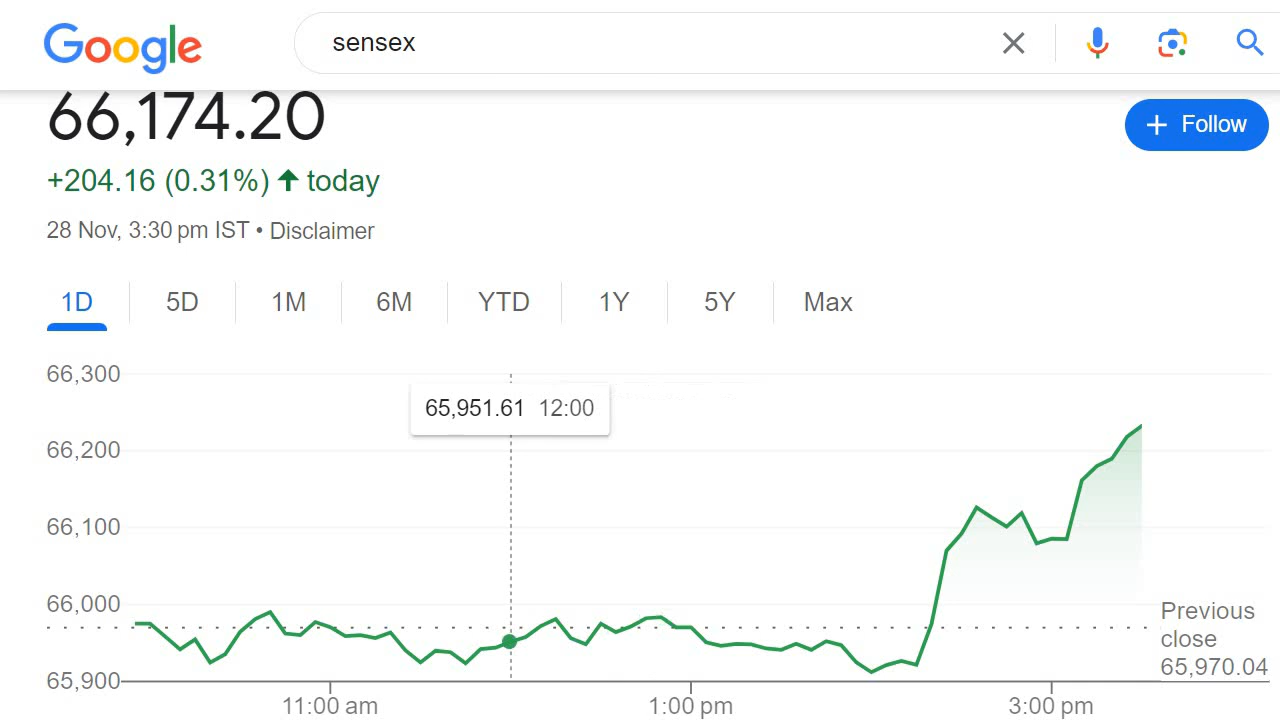 Google
sensex
66,174.20
+ Follow
+204.16 (0.31%) ↑ today
28 Nov, 3:30 pm IST • Disclaimer
1D 5D 1M 6M YTD 1Y 5Y Max
66,300
65,951.61 12:00
66,200
66,100
66,000
Previous
close
65,970.04
65,900
11:00 am 1:00 pm 3:00 pm